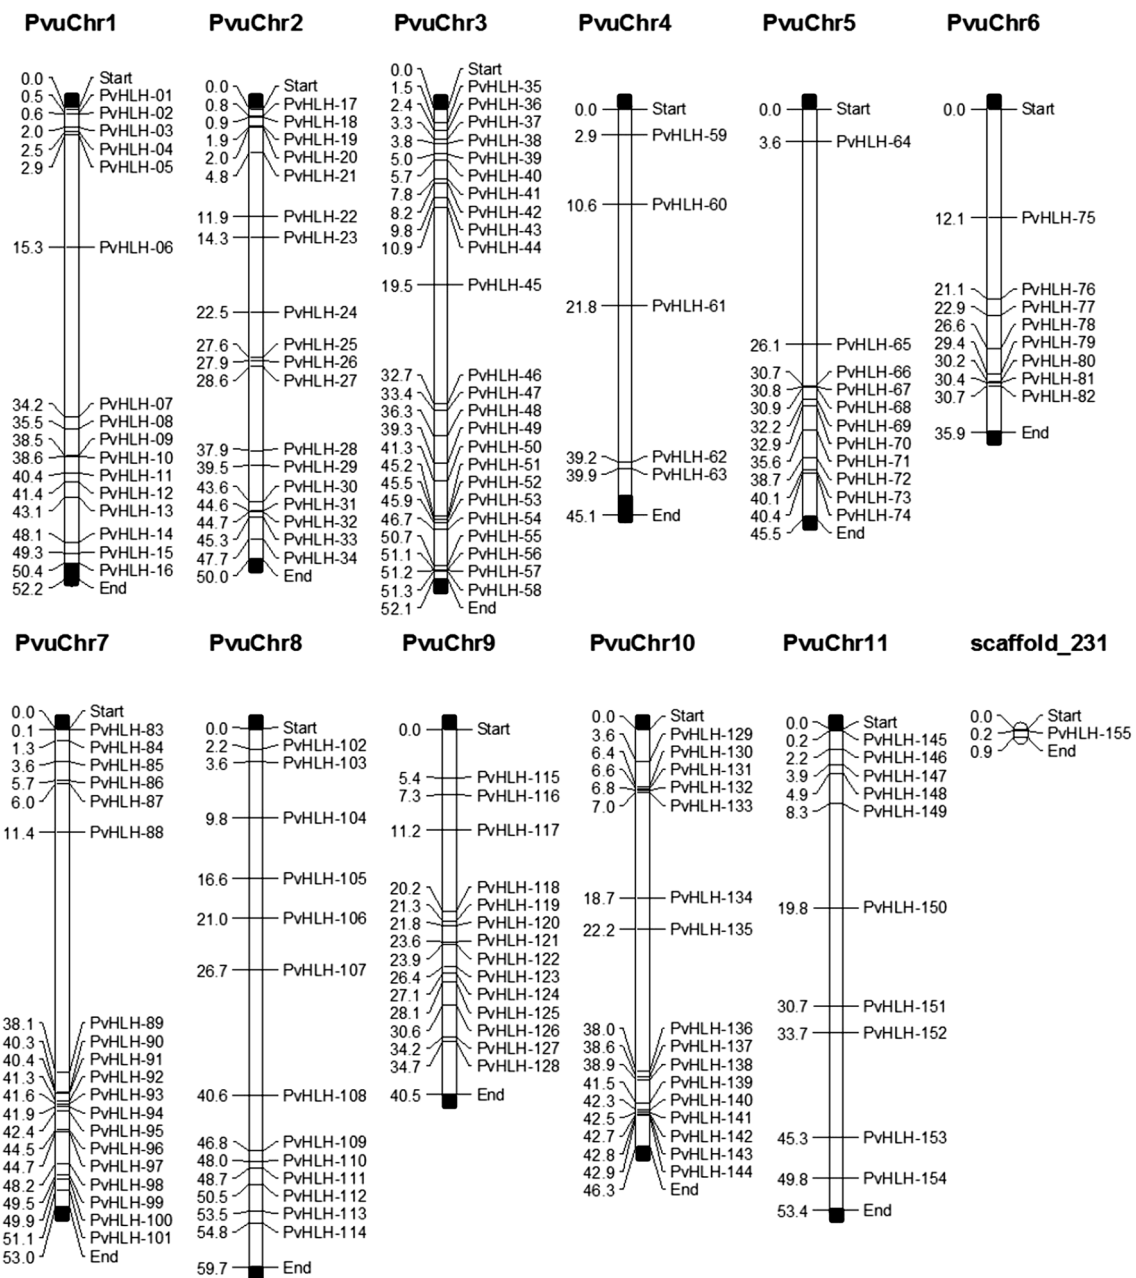 PvuChr1
0.0 Start
0.5 PvHLH-01
0.6 PvHLH-02
2.0 PvHLH-03
2.5 PvHLH-04
2.9 PvHLH-05
15.3 PvHLH-06
34.2 PvHLH-07
35.5 PvHLH-08
38.5 PvHLH-09
38.6 PvHLH-10
40.4 PvHLH-11
41.4 PvHLH-12
43.1 PvHLH-13
48.1 PvHLH-14
49.3 PvHLH-15
50.4 PvHLH-16
52.2 End
PvuChr2
0.0 Start
0.8 PvHLH-17
0.9 PvHLH-18
1.9 PvHLH-19
2.0 PvHLH-20
4.8 PvHLH-21
11.9 PvHLH-22
14.3 PvHLH-23
22.5 PvHLH-24
27.6 PvHLH-25
27.9 PvHLH-26
28.6 PvHLH-27
37.9 PvHLH-28
39.5 PvHLH-29
43.6 PvHLH-30
44.6 PvHLH-31
44.7 PvHLH-32
45.3 PvHLH-33
47.7 PvHLH-34
50.0 End
PvuChr3
0.0 Start
1.5 PvHLH-35
2.4 PvHLH-36
3.3 PvHLH-37
3.8 PvHLH-38
5.0 PvHLH-39
5.7 PvHLH-40
7.8 PvHLH-41
8.2 PvHLH-42
9.8 PvHLH-43
10.9 PvHLH-44
19.5 PvHLH-45
32.7 PvHLH-46
33.4 PvHLH-47
36.3 PvHLH-48
39.3 PvHLH-49
41.3 PvHLH-50
45.2 PvHLH-51
45.5 PvHLH-52
45.9 PvHLH-53
46.7 PvHLH-54
50.7 PvHLH-55
51.1 PvHLH-56
51.2 PvHLH-57
51.3 PvHLH-58
52.1 End
PvuChr4
0.0 Start
2.9 PvHLH-59
10.6 PvHLH-60
21.8 PvHLH-61
39.2 PvHLH-62
39.9 PvHLH-63
45.1 End
PvuChr5
0.0 Start
3.6 PvHLH-64
26.1 PvHLH-65
30.7 PvHLH-66
30.8 PvHLH-67
30.9 PvHLH-68
32.2 PvHLH-69
32.9 PvHLH-70
35.6 PvHLH-71
38.7 PvHLH-72
40.1 PvHLH-73
40.4 PvHLH-74
45.5 End
PvuChr6
0.0 Start
12.1 PvHLH-75
21.1 PvHLH-76
22.9 PvHLH-77
26.6 PvHLH-78
29.4 PvHLH-79
30.2 PvHLH-80
30.4 PvHLH-81
30.7 PvHLH-82
35.9 End
PvuChr7
0.0 Start
0.1 PvHLH-83
1.3 PvHLH-84
3.6 PvHLH-85
5.7 PvHLH-86
6.0 PvHLH-87
11.4 PvHLH-88
38.1 PvHLH-89
40.3 PvHLH-90
40.4 PvHLH-91
41.3 PvHLH-92
41.6 PvHLH-93
41.9 PvHLH-94
42.4 PvHLH-95
44.5 PvHLH-96
44.7 PvHLH-97
48.2 PvHLH-98
49.5 PvHLH-99
49.9 PvHLH-100
51.1 PvHLH-101
53.0 End
PvuChr8
0.0 Start
2.2 PvHLH-102
3.6 PvHLH-103
9.8 PvHLH-104
16.6 PvHLH-105
21.0 PvHLH-106
26.7 PvHLH-107
40.6 PvHLH-108
46.8 PvHLH-109
48.0 PvHLH-110
48.7 PvHLH-111
50.5 PvHLH-112
53.5 PvHLH-113
54.8 PvHLH-114
59.7 End
PvuChr9
0.0 Start
5.4 PvHLH-115
7.3 PvHLH-116
11.2 PvHLH-117
20.2 PvHLH-118
21.3 PvHLH-119
21.8 PvHLH-120
23.6 PvHLH-121
23.9 PvHLH-122
26.4 PvHLH-123
27.1 PvHLH-124
28.1 PvHLH-125
30.6 PvHLH-126
34.2 PvHLH-127
34.7 PvHLH-128
40.5 End
PvuChr10
0.0 Start
3.6 PvHLH-129
6.4 PvHLH-130
6.6 PvHLH-131
6.8 PvHLH-132
7.0 PvHLH-133
18.7 PvHLH-134
22.2 PvHLH-135
38.0 PvHLH-136
38.6 PvHLH-137
38.9 PvHLH-138
41.5 PvHLH-139
42.3 PvHLH-140
42.5 PvHLH-141
42.7 PvHLH-142
42.8 PvHLH-143
42.9 PvHLH-144
46.3 End
PvuChr11
0.0 Start
0.2 PvHLH-145
2.2 PvHLH-146
3.9 PvHLH-147
4.9 PvHLH-148
8.3 PvHLH-149
19.8 PvHLH-150
30.7 PvHLH-151
33.7 PvHLH-152
45.3 PvHLH-153
49.8 PvHLH-154
53.4 End
scaffold_231
0.0 Start
0.2 PvHLH-155
0.9 End